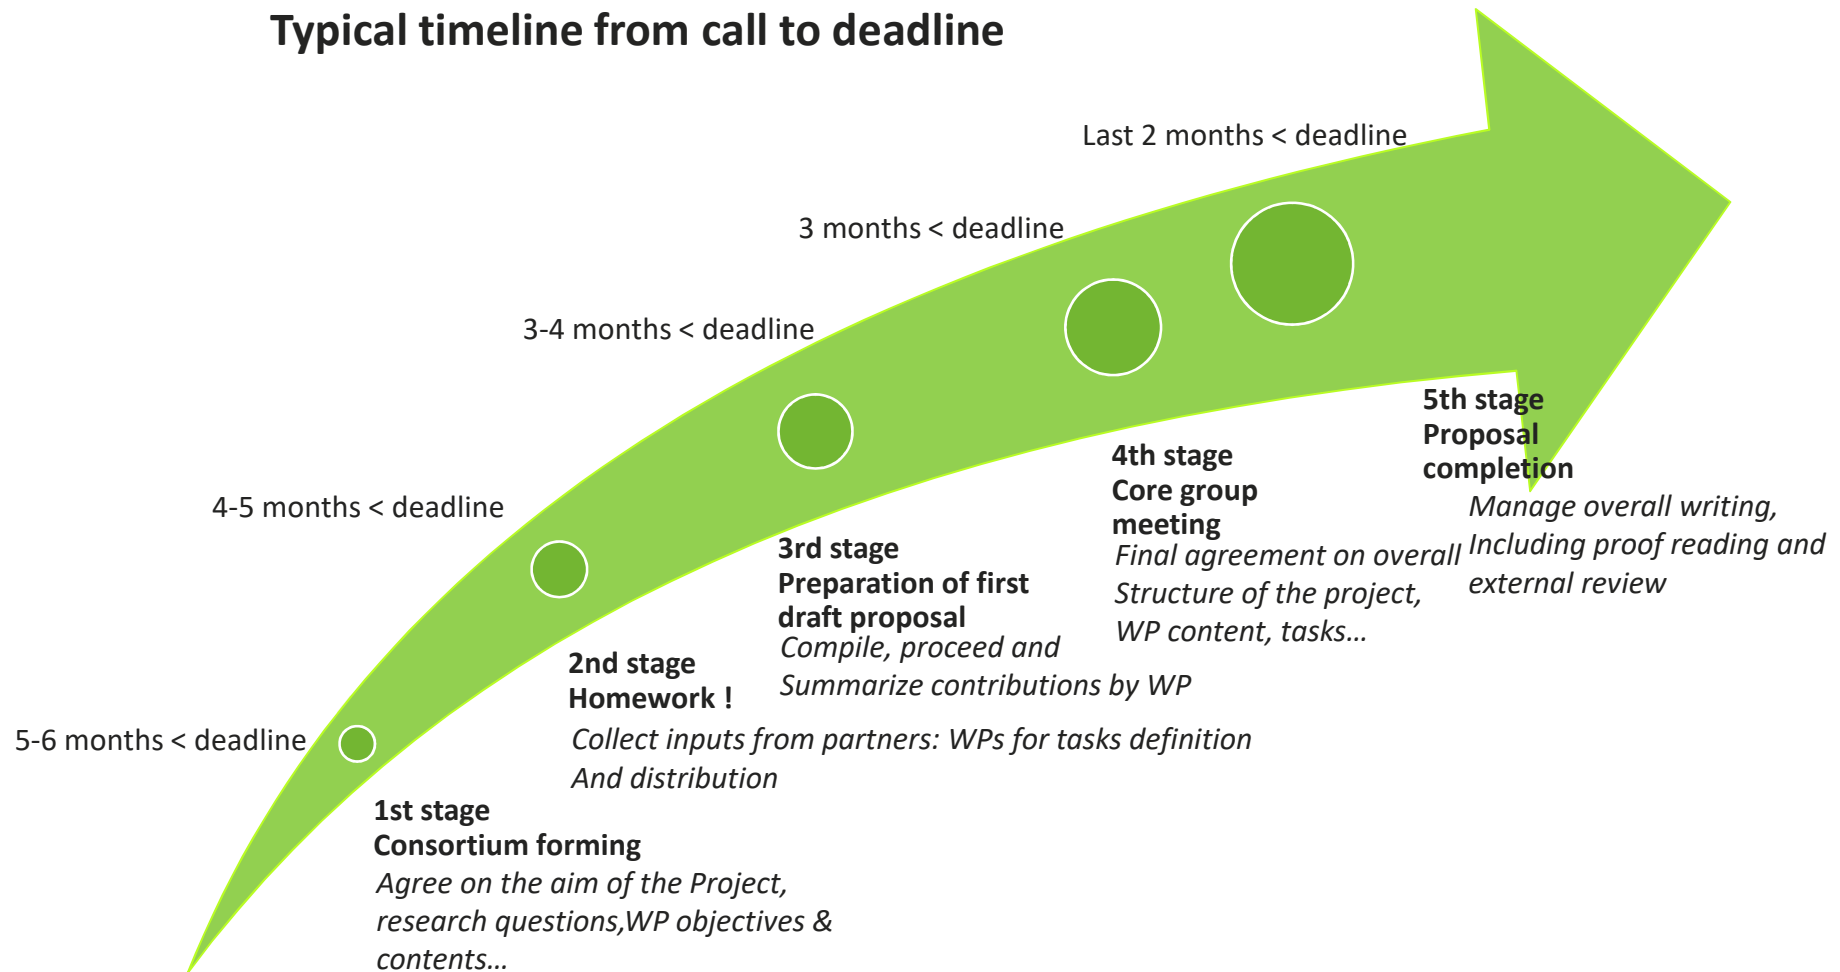 Typical timeline from call to deadline
5-6 months < deadline
1st stage
Consortium forming
Agree on the aim of the Project,
research questions,WP objectives &
contents…
4-5 months < deadline
2nd stage
Homework !
Collect inputs from partners: WPs for tasks definition
And distribution
3-4 months < deadline
3rd stage
Preparation of first
draft proposal
Compile, proceed and
Summarize contributions by WP
3 months < deadline
4th stage
Core group
meeting
Final agreement on overall
Structure of the project,
WP content, tasks…
Last 2 months < deadline
5th stage
Proposal
completion
Manage overall writing,
Including proof reading and
external review